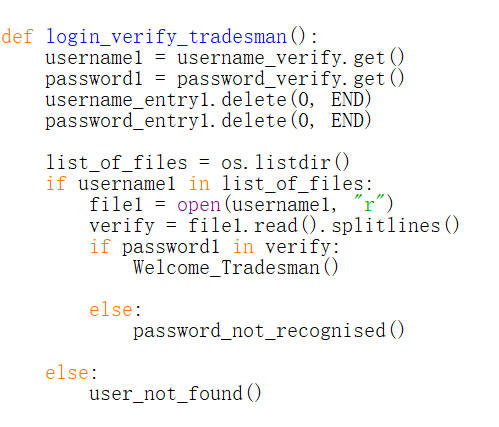 def login_verify_tradesman():
    username1 = username_verify.get()
    password1 = password_verify.get()
    username_entry1.delete(0, END)
    password_entry1.delete(0, END)

    list_of_files = os.listdir()
    if username1 in list_of_files:
        file1 = open(username1, "r")
        verify = file1.read().splitlines()
        if password1 in verify:
            Welcome_Tradesman()

        else:
            password_not_recognised()

    else:
        user_not_found()